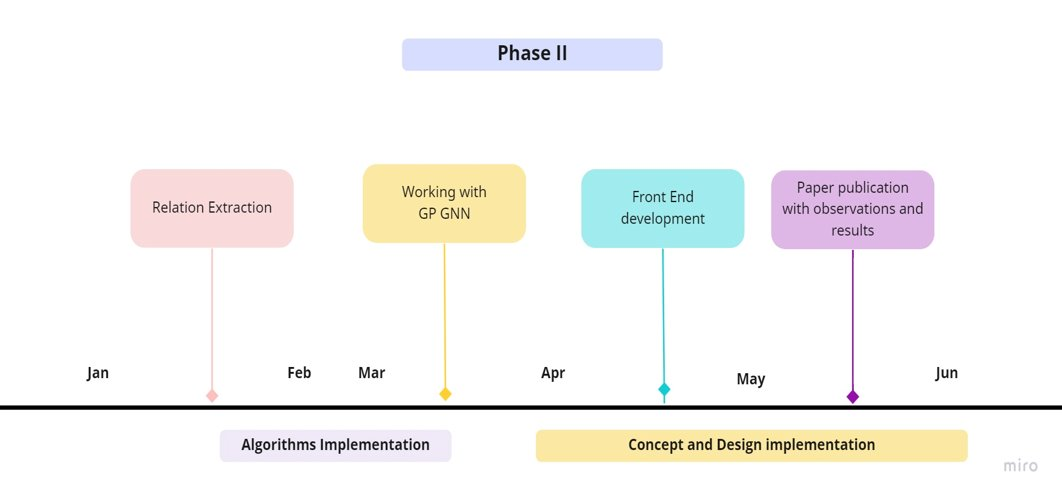 Phase II
Relation Extraction
Working with
GP GNN
Front End
development
Paper publication
with observations and
results
Jan
Feb
Mar
Apr
May
Jun
Algorithms Implementation
Concept and Design implementation
miro